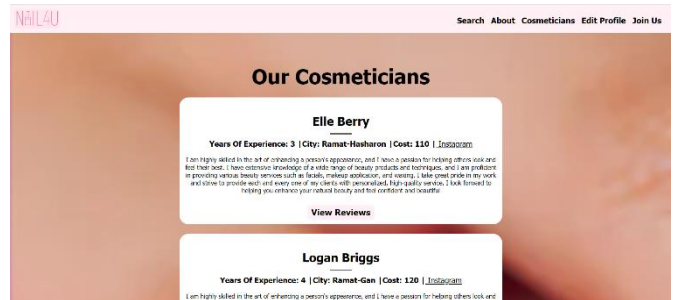 NAIL4U
Search About Cosmeticians Edit Profile Join Us
Our Cosmeticians
Elle Berry
Years Of Experience: 3 |City: Ramat-Hasharon |Cost: 110 | Instagram
I am highly skilled in the art of enhancing a person's appearance, and I have a passion for helping others look and
feel their best. I have extensive knowledge of a wide range of beauty products and techniques, and I am proficient
in providing various beauty services such as facials, makeup application, and waxing. I take great pride in my work
and strive to provide each and every one of my clients with personalized, high-quality service. I look forward to
helping you enhance your natural beauty and feel confident and beautiful
View Reviews
Logan Briggs
Years Of Experience: 4 |City: Ramat-Gan |Cost: 120 | Instagram
I am highly skilled in the art of enhancing a person's appearance, and I have a passion for helping others look and